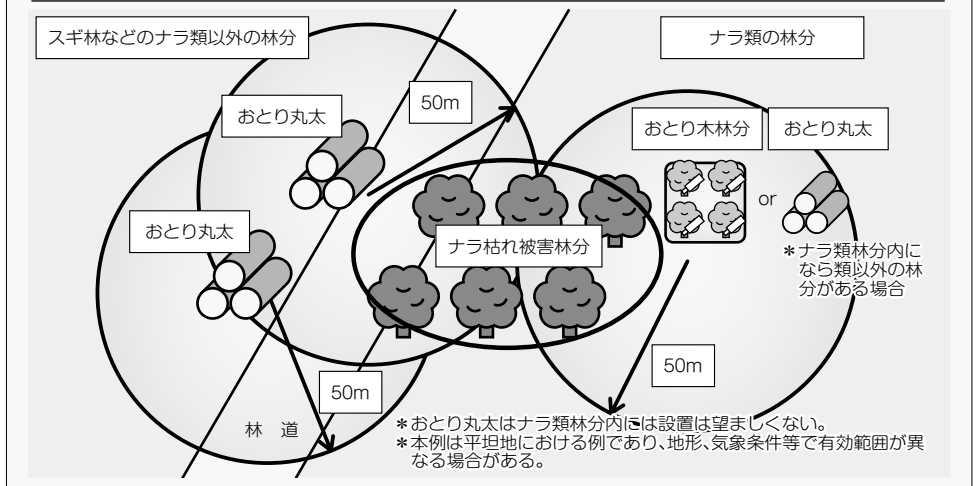 スギ林などのナラ類以外の林分
ナラ類の林分
50m
おとり丸太
おとり木林分
おとり丸太
or
おとり丸太
ナラ枯れ被害林分
＊ナラ類林分内に
なら類以外の林
分がある場合
50m
50m
林　道
＊おとり丸太はナラ類林分内には設置は望ましくない。
＊本例は平坦地における例であり、地形、気象条件等で有効範囲が異
なる場合がある。